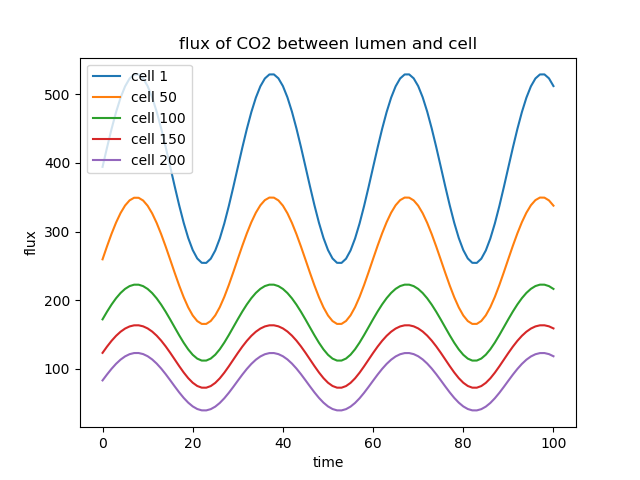 flux of CO2 between lumen and cell
cell 1
cell 50
cell 100
cell 150
cell 200
500
400
300
200
100
flux
0 20 40 60 80 100
time